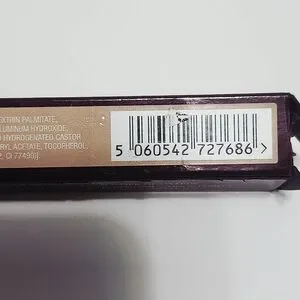 EXTRIN PALMITATE,
LUMINUM HYDROXIDE,
HYDROGENATED CASTOR
RYL ACETATE, TOCOPHEROL,
CI 77499)].
5 060542 727686 >